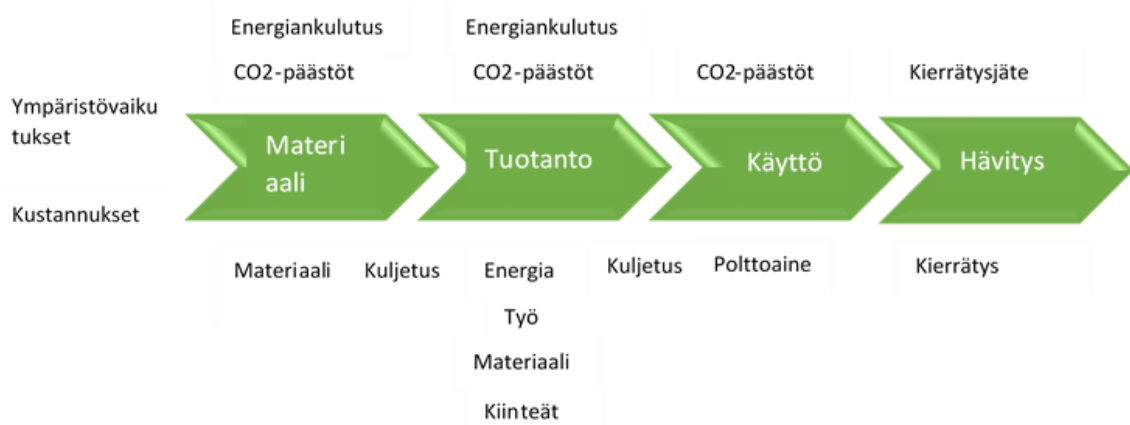 Energiankulutus Energiankulutus
CO2-päästöt CO2-päästöt CO2-päästöt Kierrätysjäte
Ympäristövaiku
tukset
Materi
aali
Tuotanto
Käyttö
Hävitys
Kustannukset
Materiaali Kuljetus Energia Kuljetus Polttoaine Kierrätys
Työ
Materiaali
Kiinteät